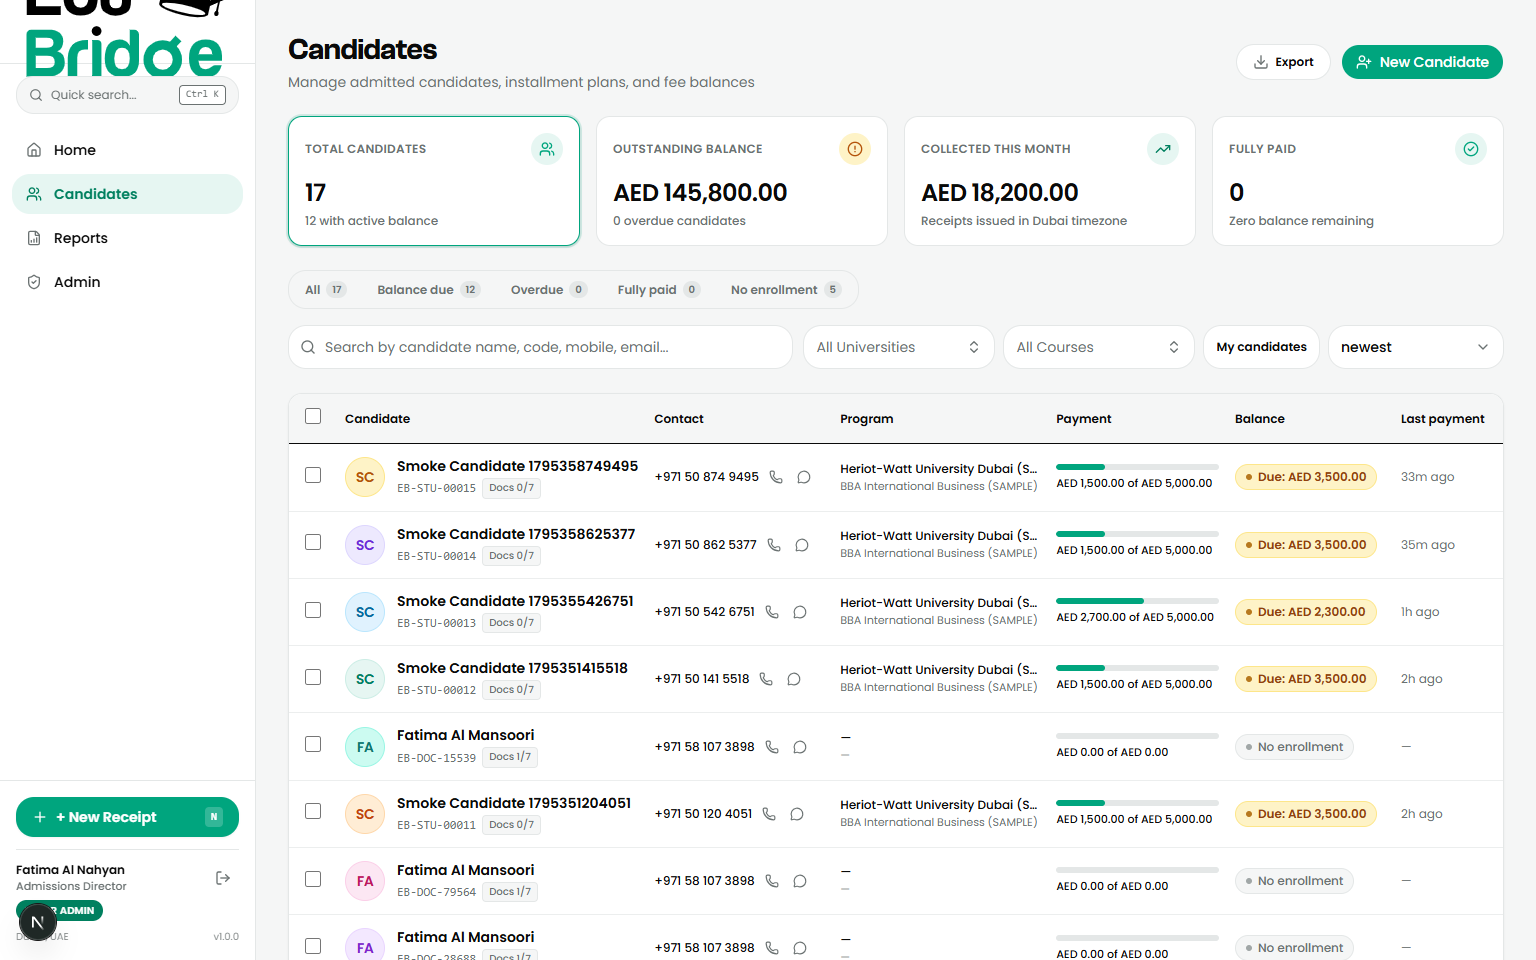 Edu
Bridge
Quick search...
Ctrl K
Home
Candidates
Reports
Admin
+ New Receipt
N
Fatima Al Nahyan
Admissions Director
ADMIN
UAE
v1.0.0
Candidates
Manage admitted candidates, installment plans, and fee balances
Export
New Candidate
TOTAL CANDIDATES
17
12 with active balance
OUTSTANDING BALANCE
AED 145,800.00
0 overdue candidates
COLLECTED THIS MONTH
AED 18,200.00
Receipts issued in Dubai timezone
FULLY PAID
0
Zero balance remaining
All 17
Balance due 12
Overdue 0
Fully paid 0
No enrollment 5
Search by candidate name, code, mobile, email...
All Universities
All Courses
My candidates
newest
Candidate Contact Program Payment Balance Last payment
SC
Smoke Candidate 1795358749495
EB-STU-00015 Docs 0/7
+971 50 874 9495
Heriot-Watt University Dubai (S...
BBA International Business (SAMPLE)
AED 1,500.00 of AED 5,000.00
Due: AED 3,500.00
33m ago
SC
Smoke Candidate 1795358625377
EB-STU-00014 Docs 0/7
+971 50 862 5377
Heriot-Watt University Dubai (S...
BBA International Business (SAMPLE)
AED 1,500.00 of AED 5,000.00
Due: AED 3,500.00
35m ago
SC
Smoke Candidate 1795355426751
EB-STU-00013 Docs 0/7
+971 50 542 6751
Heriot-Watt University Dubai (S...
BBA International Business (SAMPLE)
AED 2,700.00 of AED 5,000.00
Due: AED 2,300.00
1h ago
SC
Smoke Candidate 1795351415518
EB-STU-00012 Docs 0/7
+971 50 141 5518
Heriot-Watt University Dubai (S...
BBA International Business (SAMPLE)
AED 1,500.00 of AED 5,000.00
Due: AED 3,500.00
2h ago
FA
Fatima Al Mansoori
EB-DOC-15539 Docs 1/7
+971 58 107 3898
—
—
AED 0.00 of AED 0.00
No enrollment
—
SC
Smoke Candidate 1795351204051
EB-STU-00011 Docs 0/7
+971 50 120 4051
Heriot-Watt University Dubai (S...
BBA International Business (SAMPLE)
AED 1,500.00 of AED 5,000.00
Due: AED 3,500.00
2h ago
FA
Fatima Al Mansoori
EB-DOC-79564 Docs 1/7
+971 58 107 3898
—
—
AED 0.00 of AED 0.00
No enrollment
—
FA
Fatima Al Mansoori
EB-DOC-28688 Docs 1/7
+971 58 107 3898
—
—
AED 0.00 of AED 0.00
No enrollment
—